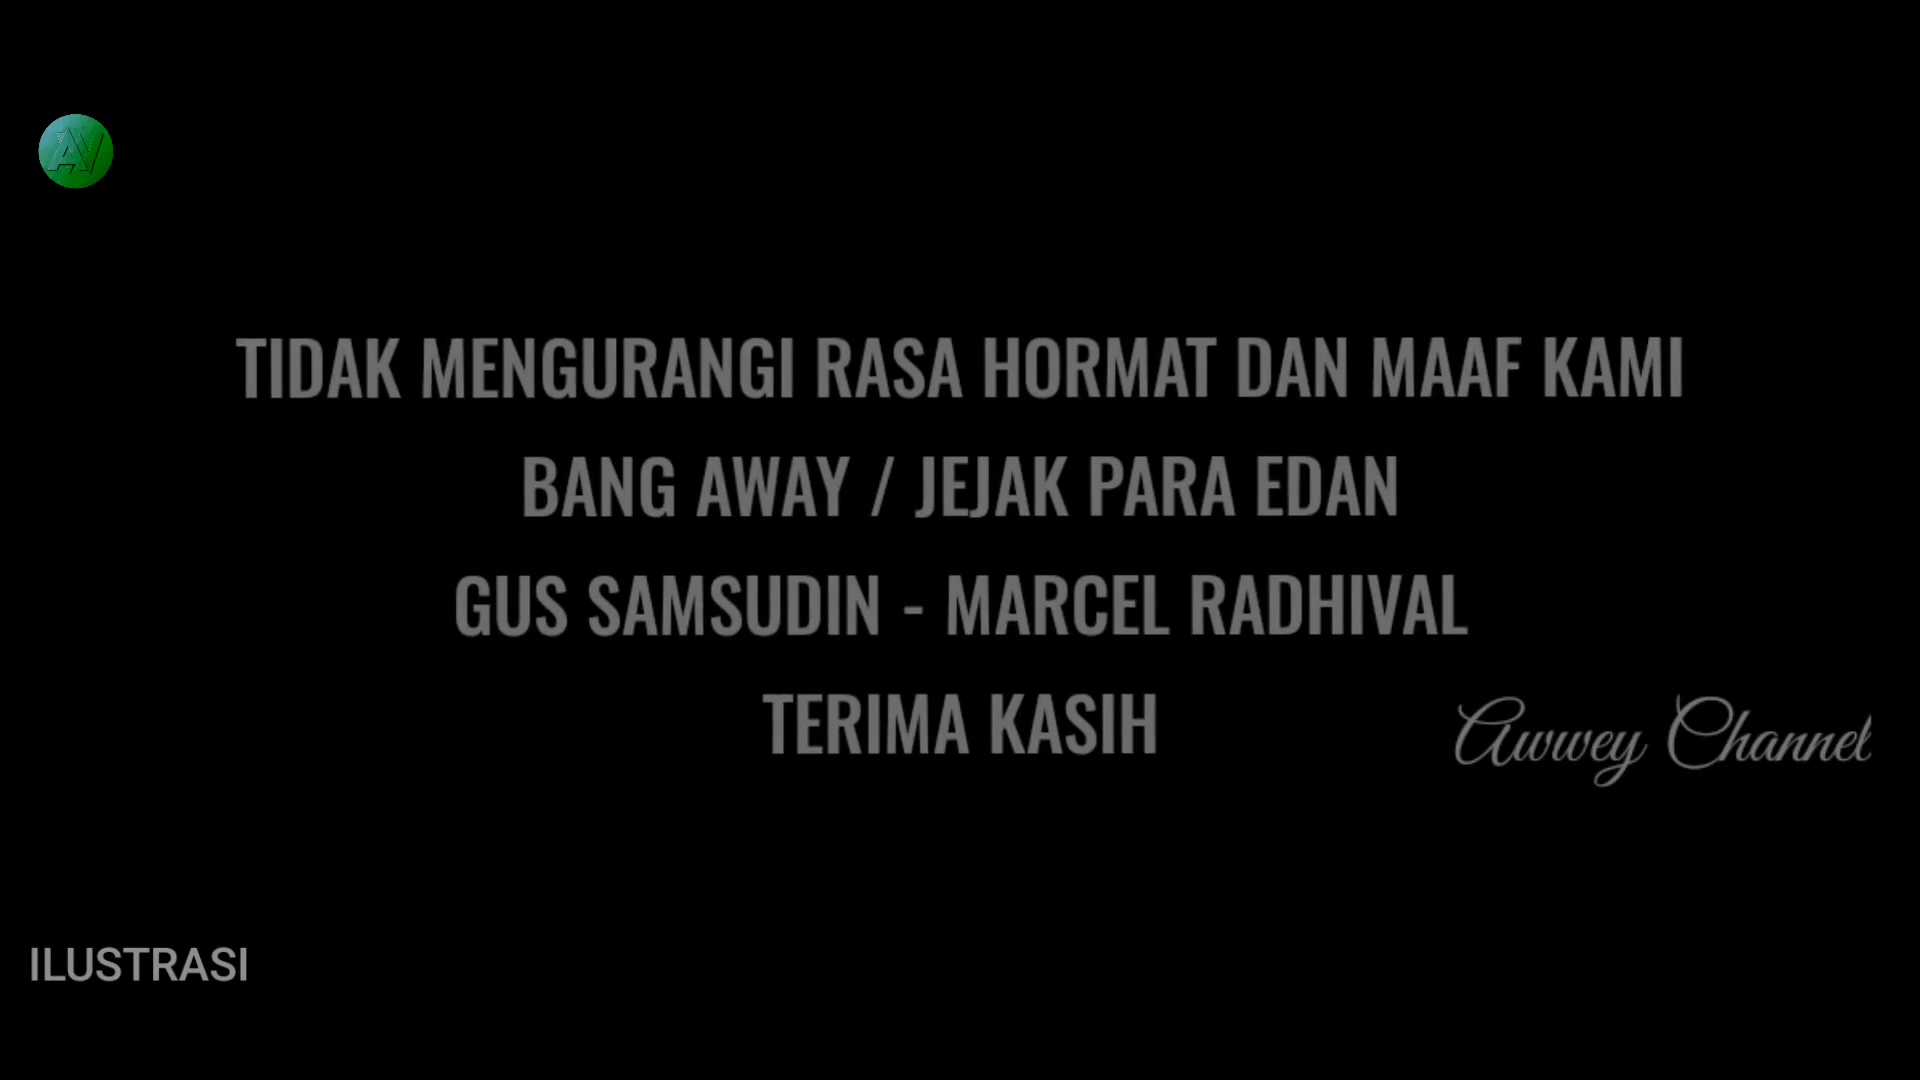 AV
TIDAK MENGURANGI RASA HORMAT DAN MAAF KAMI
BANG AWAY / JEJAK PARA EDAN
GUS SAMSUDIN - MARCEL RADHIVAL
TERIMA KASIH
Awwey Channel
ILUSTRASI